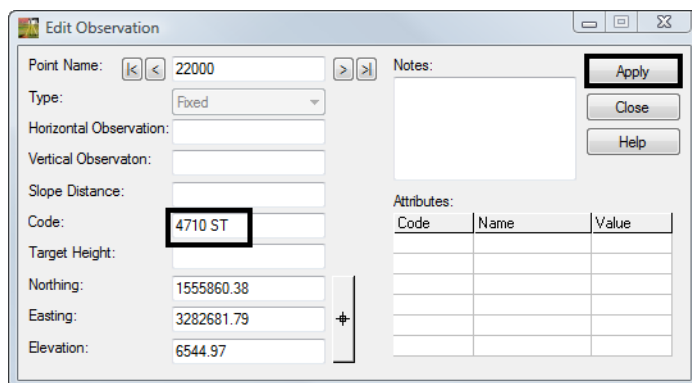 Edit Observation
Point Name: |< < 22000 > >|
Type: Fixed
Horizontal Observation:
Vertical Observaton:
Slope Distance:
Code: 4710 ST
Target Height:
Northing: 1555860.38
Easting: 3282681.79
Elevation: 6544.97
Notes:
Apply
Close
Help
Attributes:
Code Name Value